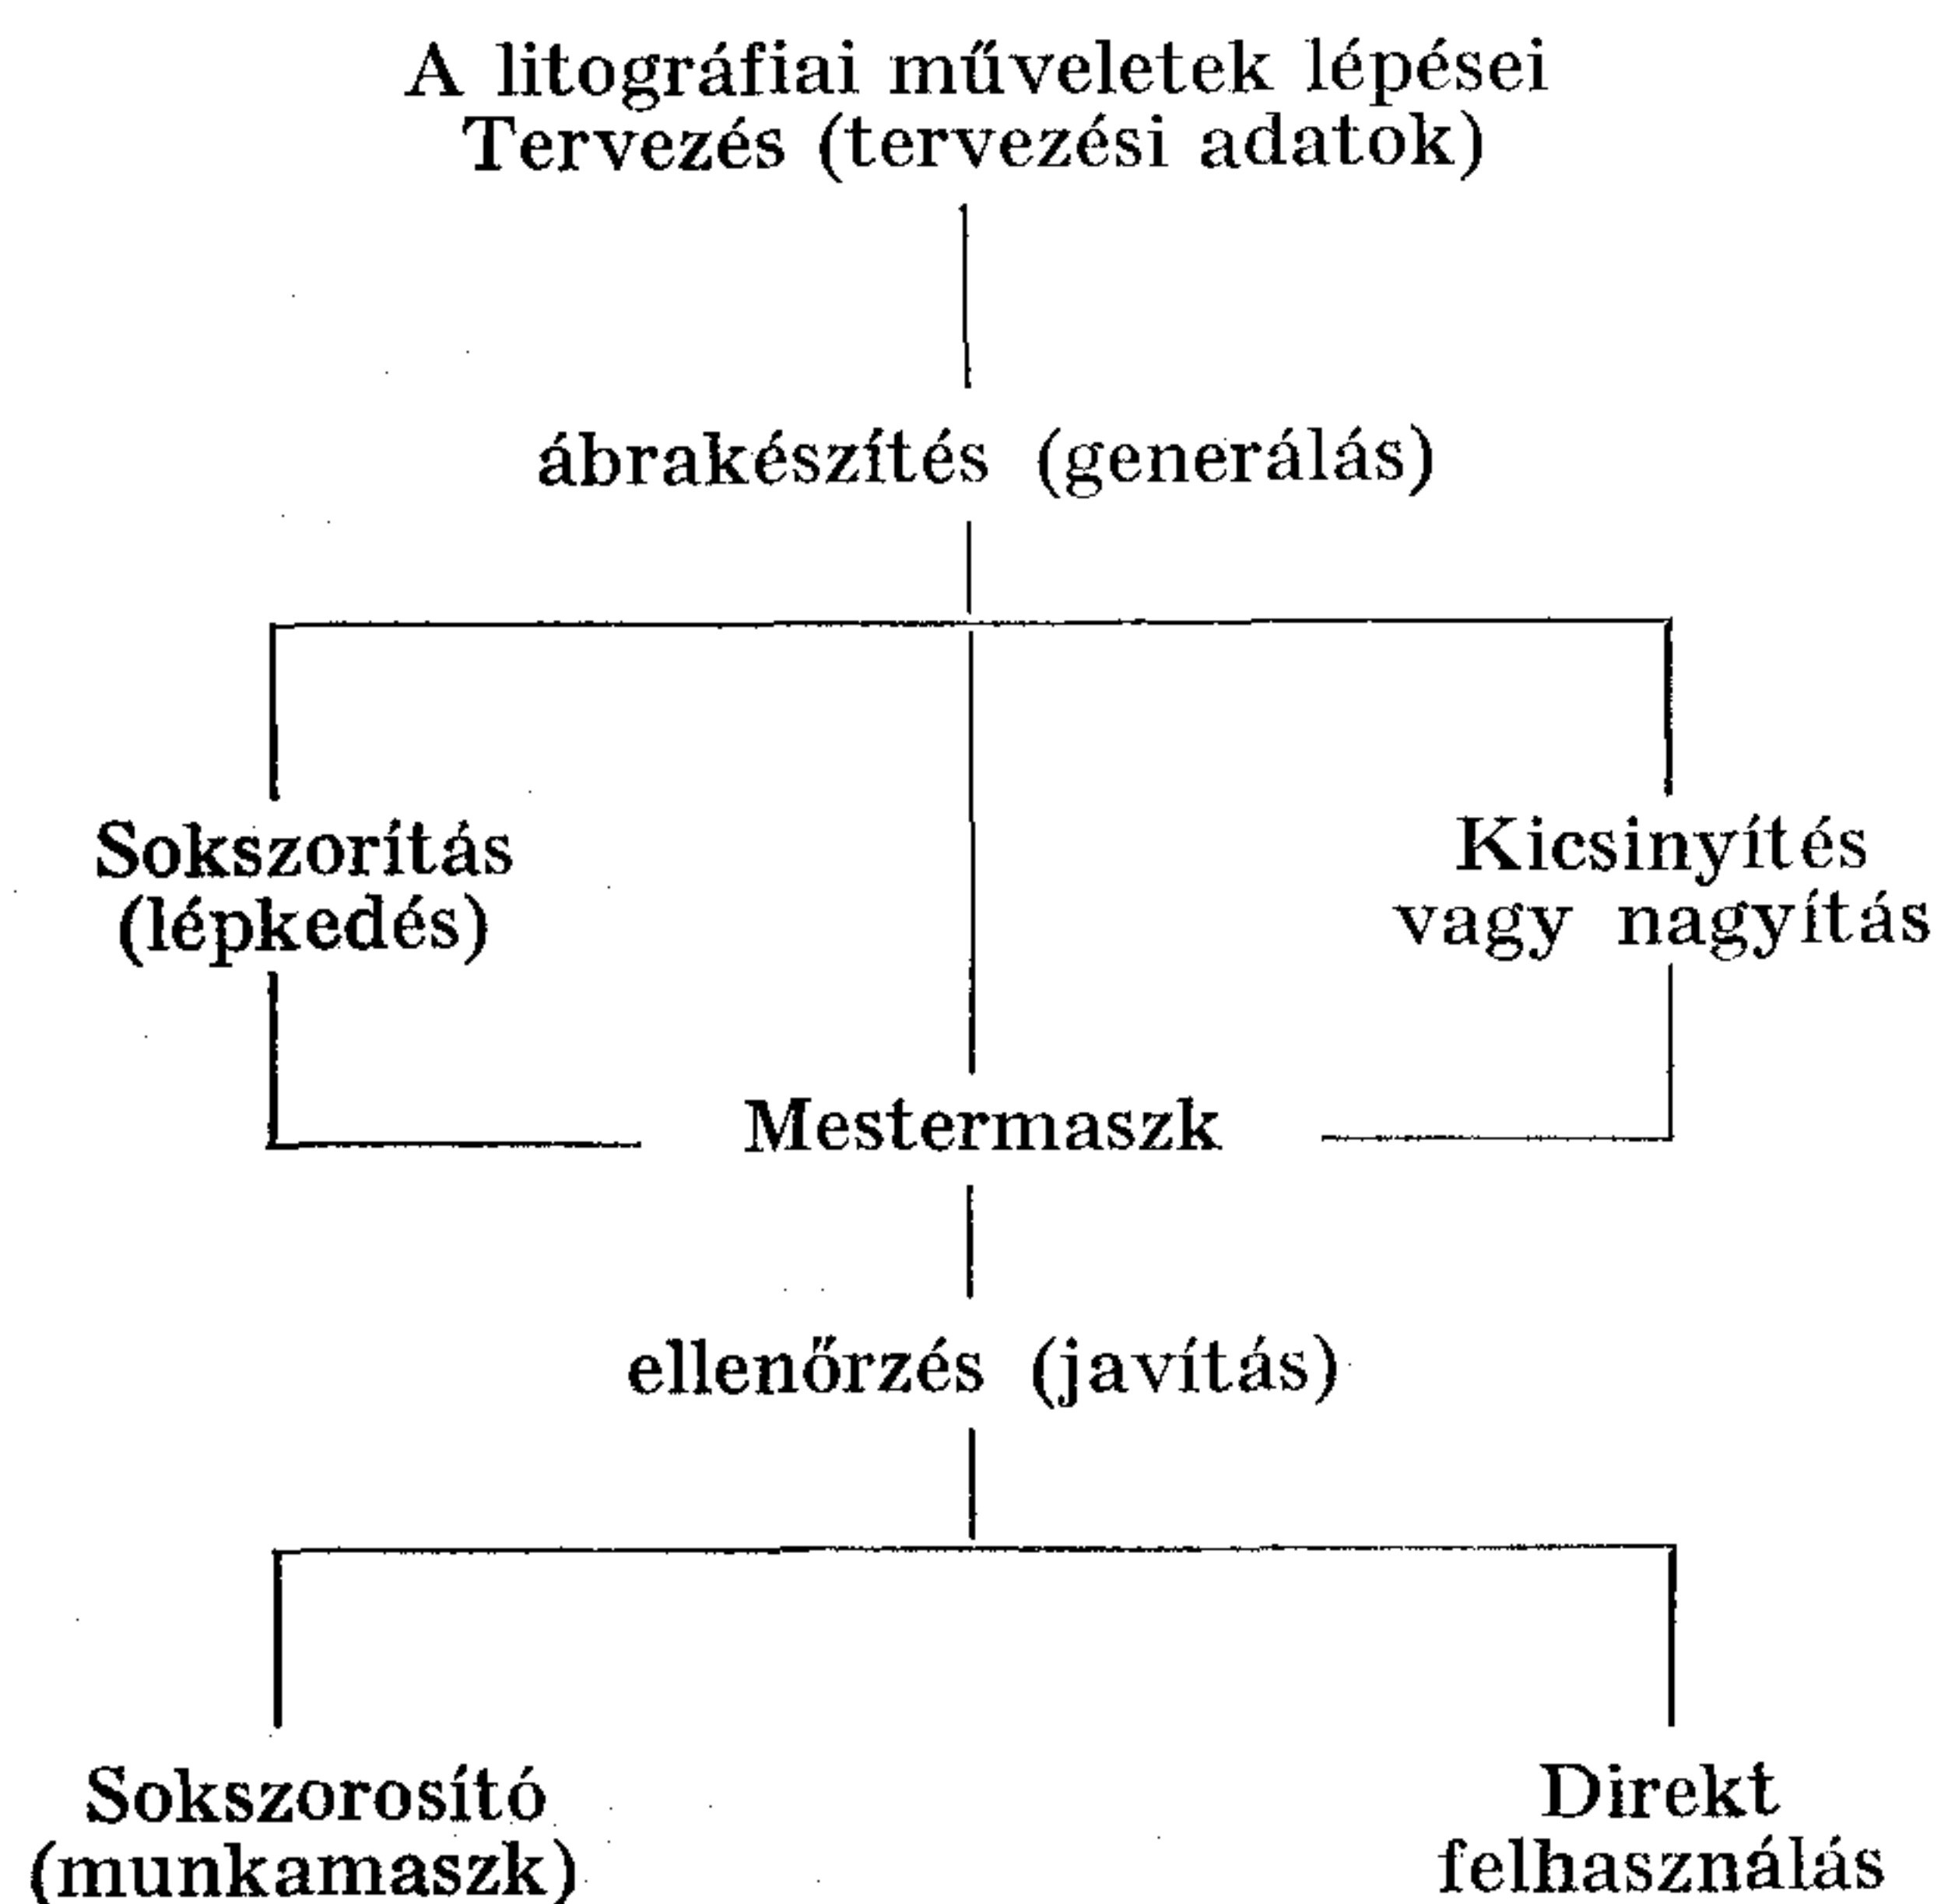 A litográfiai műveletek lépései
Tervezés (tervezési adatok)
ábrakészítés (generálás)
Sokszorítás
(lépkedés)
Kicsinyítés
vagy nagyítás
Mestermaszk
ellenőrzés (javítás)
Sokszorosító
(munkamaszk)
Direkt
felhasználás